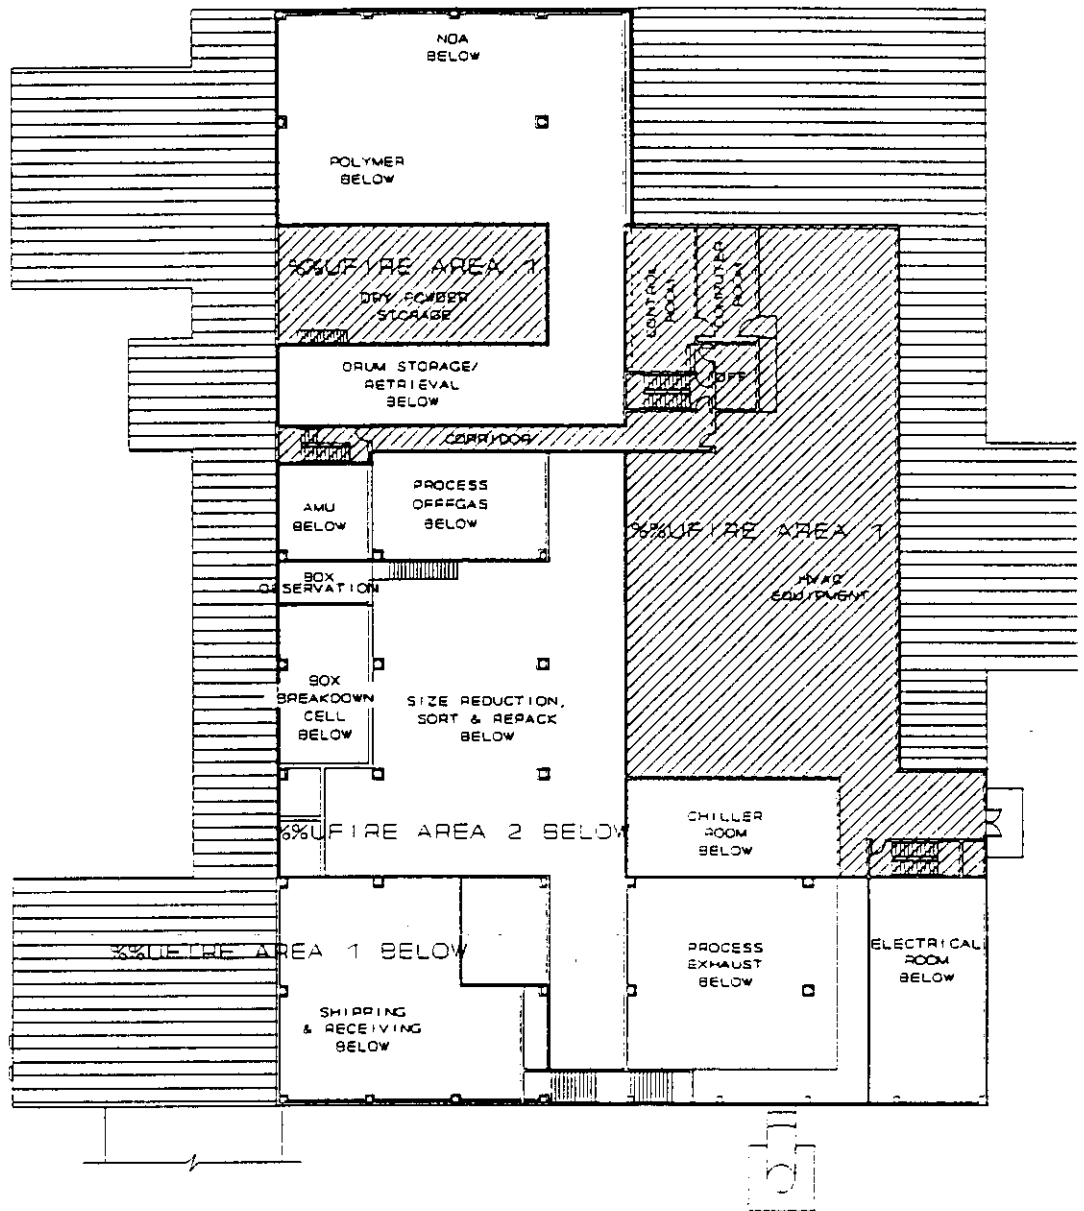 NDA
BELOW
POLYMER
BELOW
%%UFIRE AREA 1
DRY POWDER
STORAGE
CONTROL
ROOM
COMPUTER
ROOM
DRUM STORAGE/
RETRIEVAL
BELOW
OFF
CORRIDOR
PROCESS
OFFFGAS
BELOW
AMU
BELOW
%%UFIRE AREA 1
BOX
OBSERVATION
HVAC
EQUIPMENT
BOX
BREAKDOWN
CELL
BELOW
SIZE REDUCTION,
SORT & REPACK
BELOW
%%UFIRE AREA 2 BELOW
CHILLER
ROOM
BELOW
%%UFIRE AREA 1 BELOW
PROCESS
EXHAUST
BELOW
ELECTRICAL
ROOM
BELOW
SHIPPING
& RECEIVING
BELOW